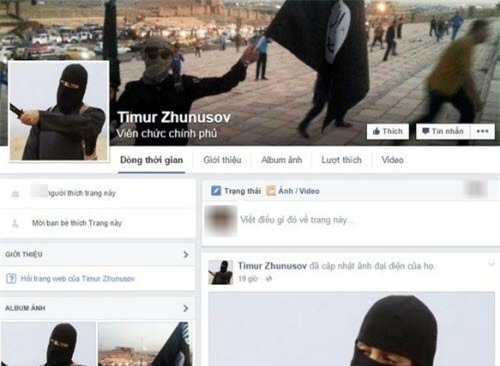 Timur Zhunusov
Viên chức chính phủ
Thích
Tin nhắn
Dòng thời gian Giới thiệu Album ảnh Lượt thích Video
người thích trang này
Mời bạn bè thích Trang này
GIỚI THIỆU
Hỏi trang web của Timur Zhunusov
ALBUM ẢNH
Trạng thái Ảnh / Video
Viết điều gì đó về trang này...
Timur Zhunusov đã cập nhật ảnh đại diện của họ.
19 giờ